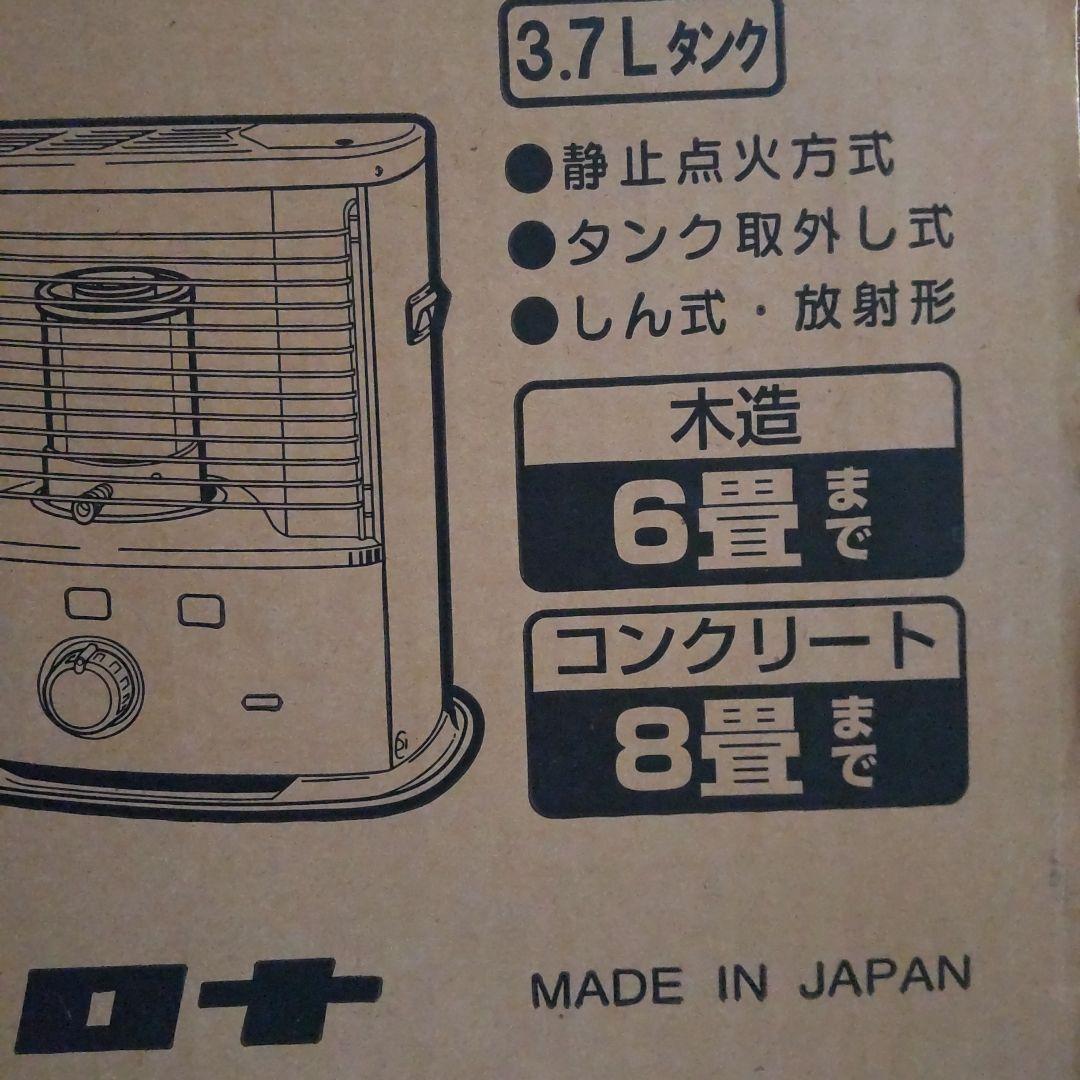 3.7Lタンク
●静止点火方式
●タンク取外し式
●しん式・放射形
木造
6畳まで
コンクリート
8畳まで
ロナ
MADE IN JAPAN